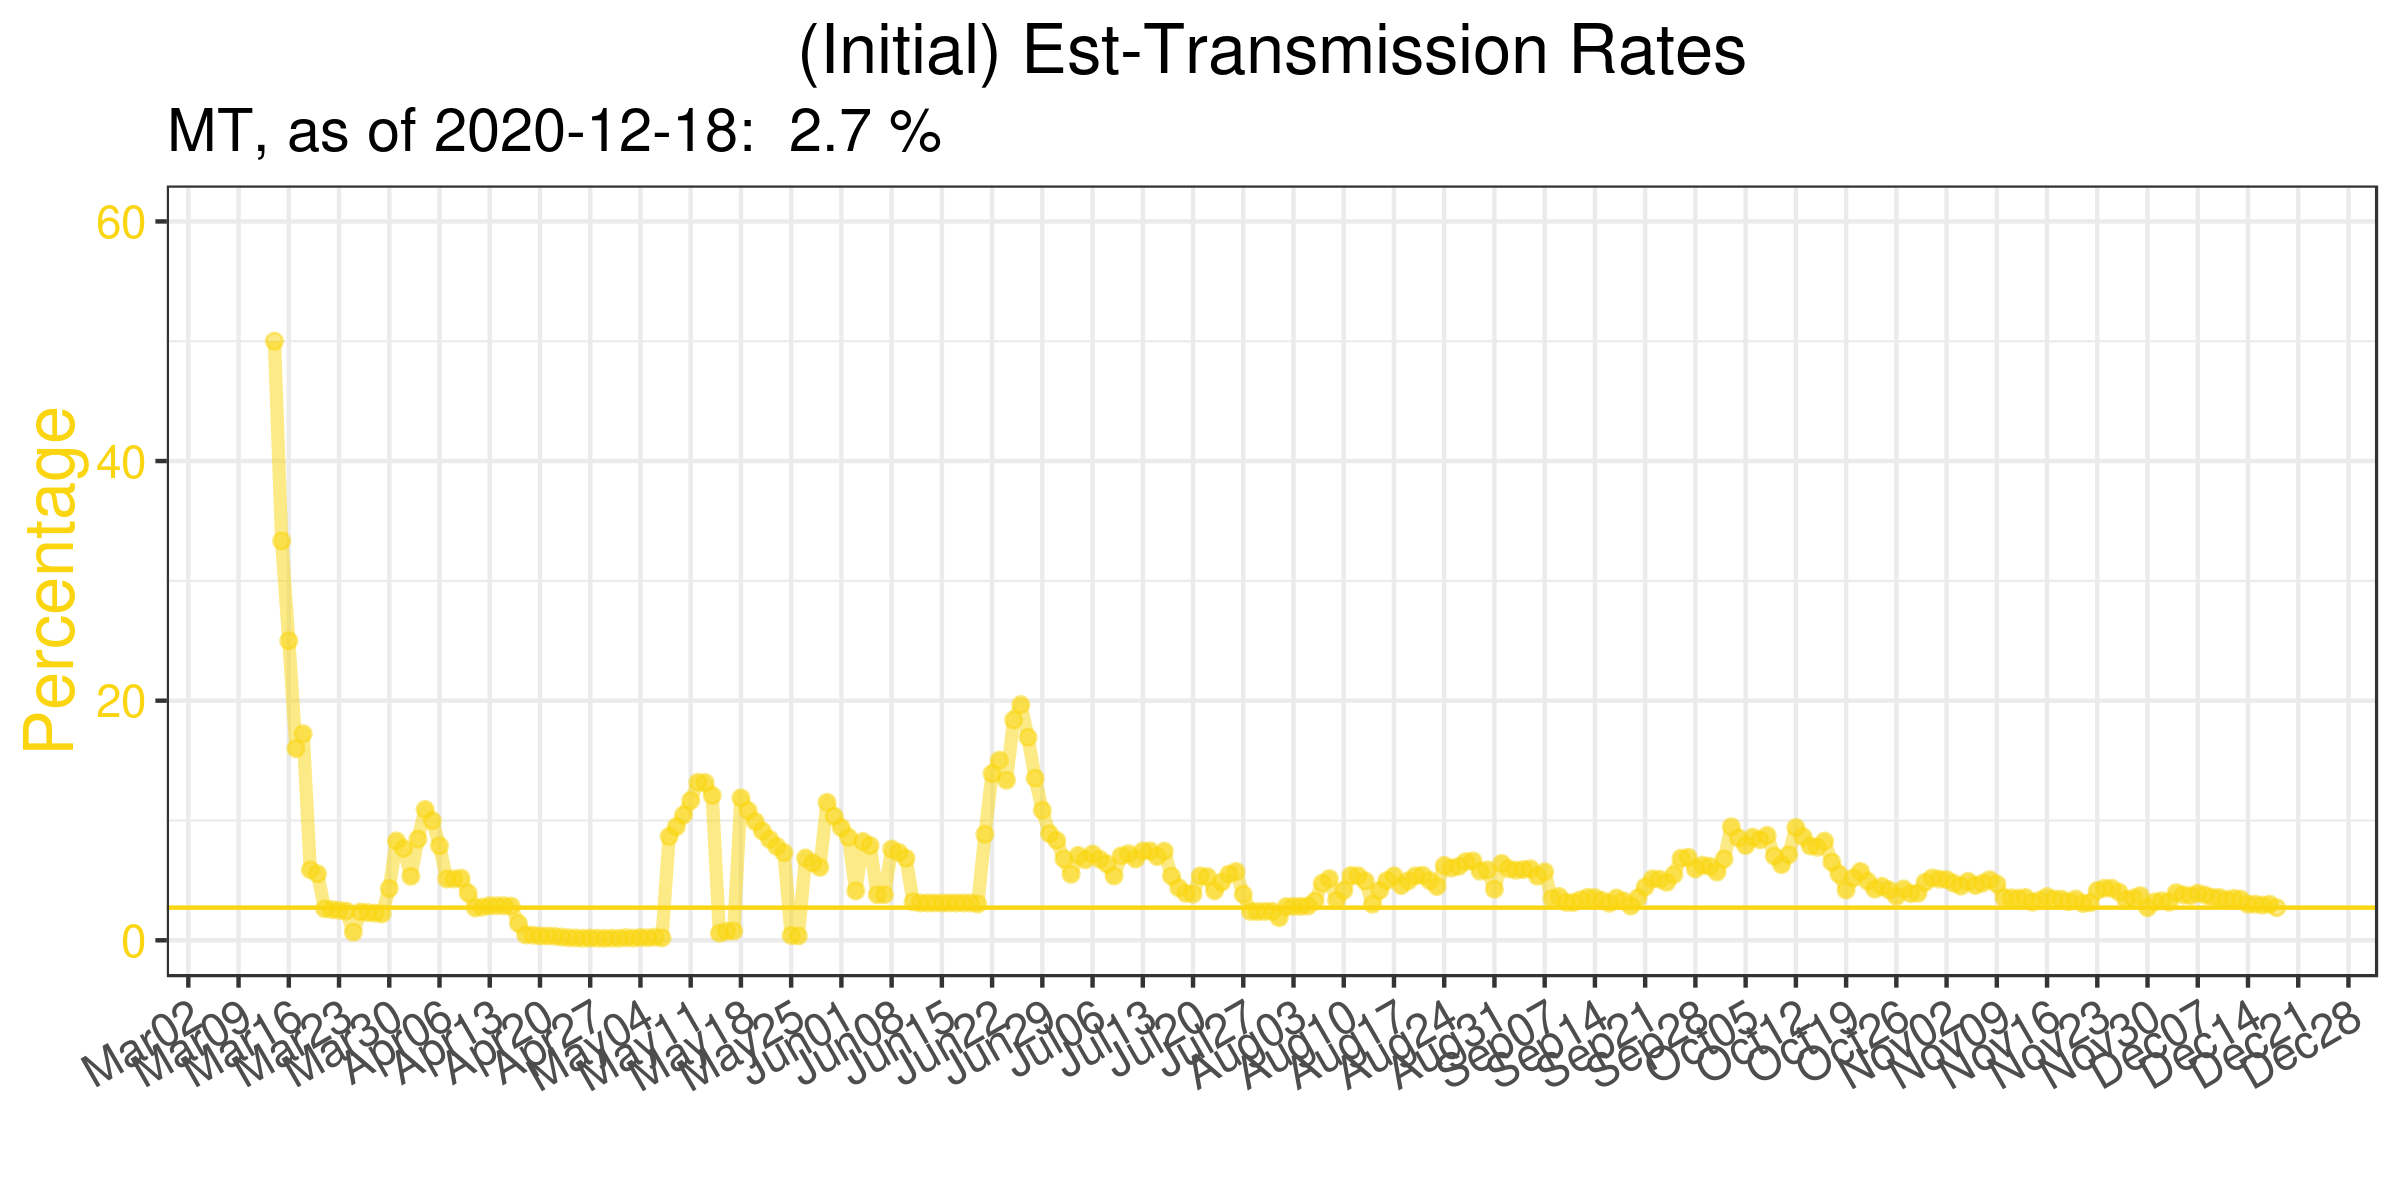 (Initial) Est-Transmission Rates
MT, as of 2020-12-18:  2.7 %
Percentage
60
40
20
0
Mar02
Mar09
Mar16
Mar23
Mar30
Apr06
Apr13
Apr20
Apr27
May04
May11
May18
May25
Jun01
Jun08
Jun15
Jun22
Jun29
Jul06
Jul13
Jul20
Jul27
Aug03
Aug10
Aug17
Aug24
Aug31
Sep07
Sep14
Sep21
Sep28
Oct05
Oct12
Oct19
Oct26
Nov02
Nov09
Nov16
Nov23
Nov30
Dec07
Dec14
Dec21
Dec28